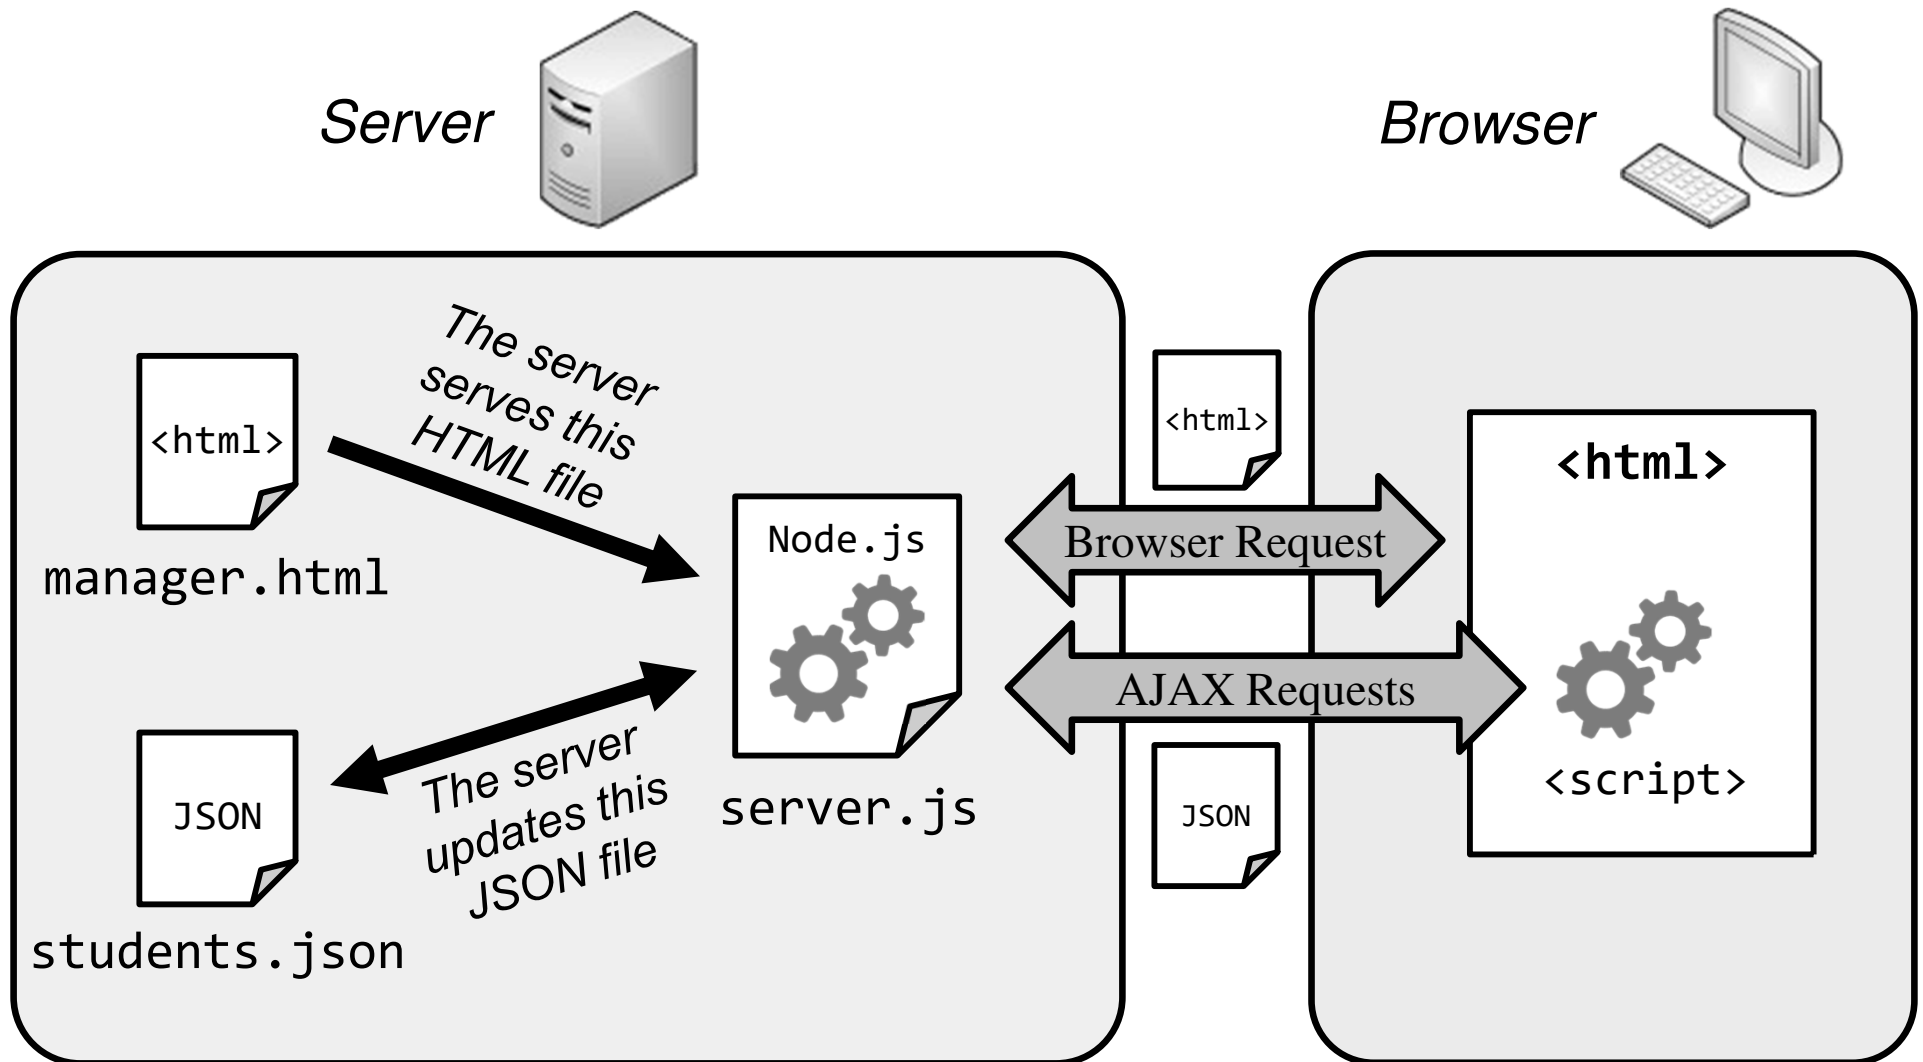 Server
Browser
The server
serves this
HTML file
<html>
manager.html
Node.js
server.js
The server
updates this
JSON file
JSON
students.json
<html>
Browser Request
AJAX Requests
JSON
<html>
<script>